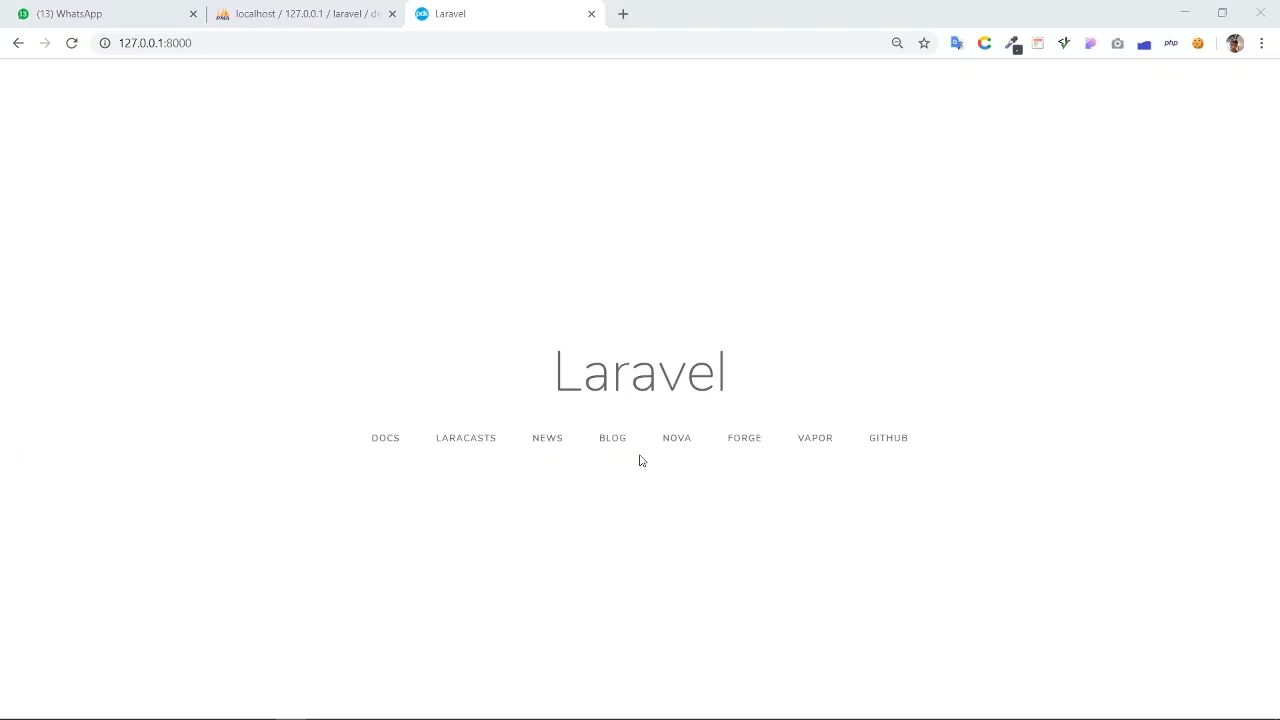 (13) WhatsApp
localhost / 127.0.0.1 / laravel / de
Laravel
127.0.0.1:8000
php
Laravel
DOCS LARACASTS NEWS BLOG NOVA FORGE VAPOR GITHUB